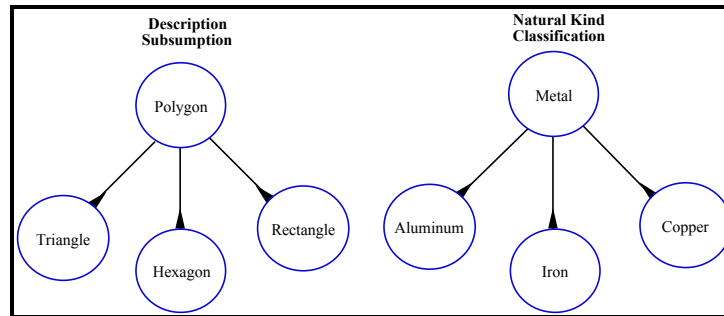 Description
Subsumption
Polygon
Triangle
Hexagon
Rectangle
Natural Kind
Classification
Metal
Aluminum
Iron
Copper